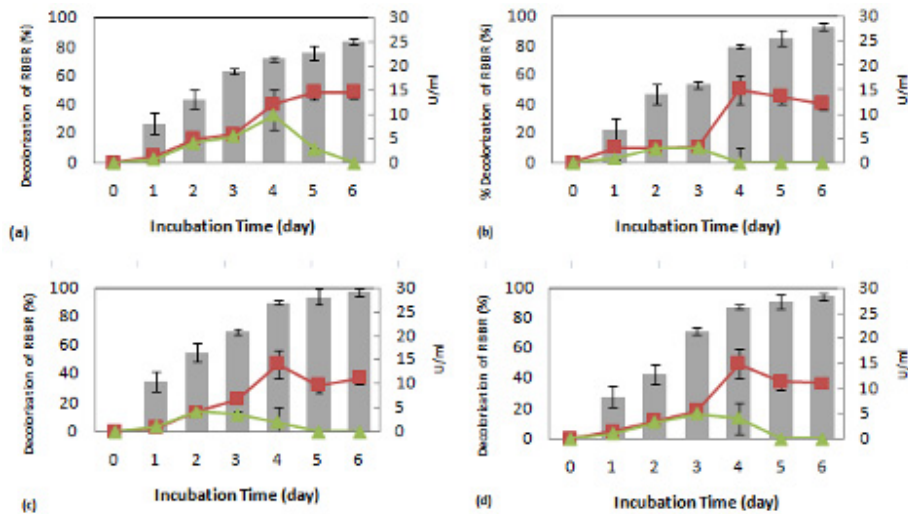 Decolorization of RBBR (%)
100
80
60
40
20
0
30
25
20
15
10
5
0
U/ml
0 1 2 3 4 5 6
Incubation Time (day)
(a)
% Decolorization of RBBR (%)
100
80
60
40
20
0
30
25
20
15
10
5
0
U/ml
0 1 2 3 4 5 6
Incubation Time (day)
(b)
Decolorization of RBBR (%)
100
80
60
40
20
0
30
25
20
15
10
5
0
U/ml
0 1 2 3 4 5 6
Incubation Time (day)
(c)
Decolorization of RBBR (%)
100
80
60
40
20
0
30
25
20
15
10
5
0
U/ml
0 1 2 3 4 5 6
Incubation Time (day)
(d)